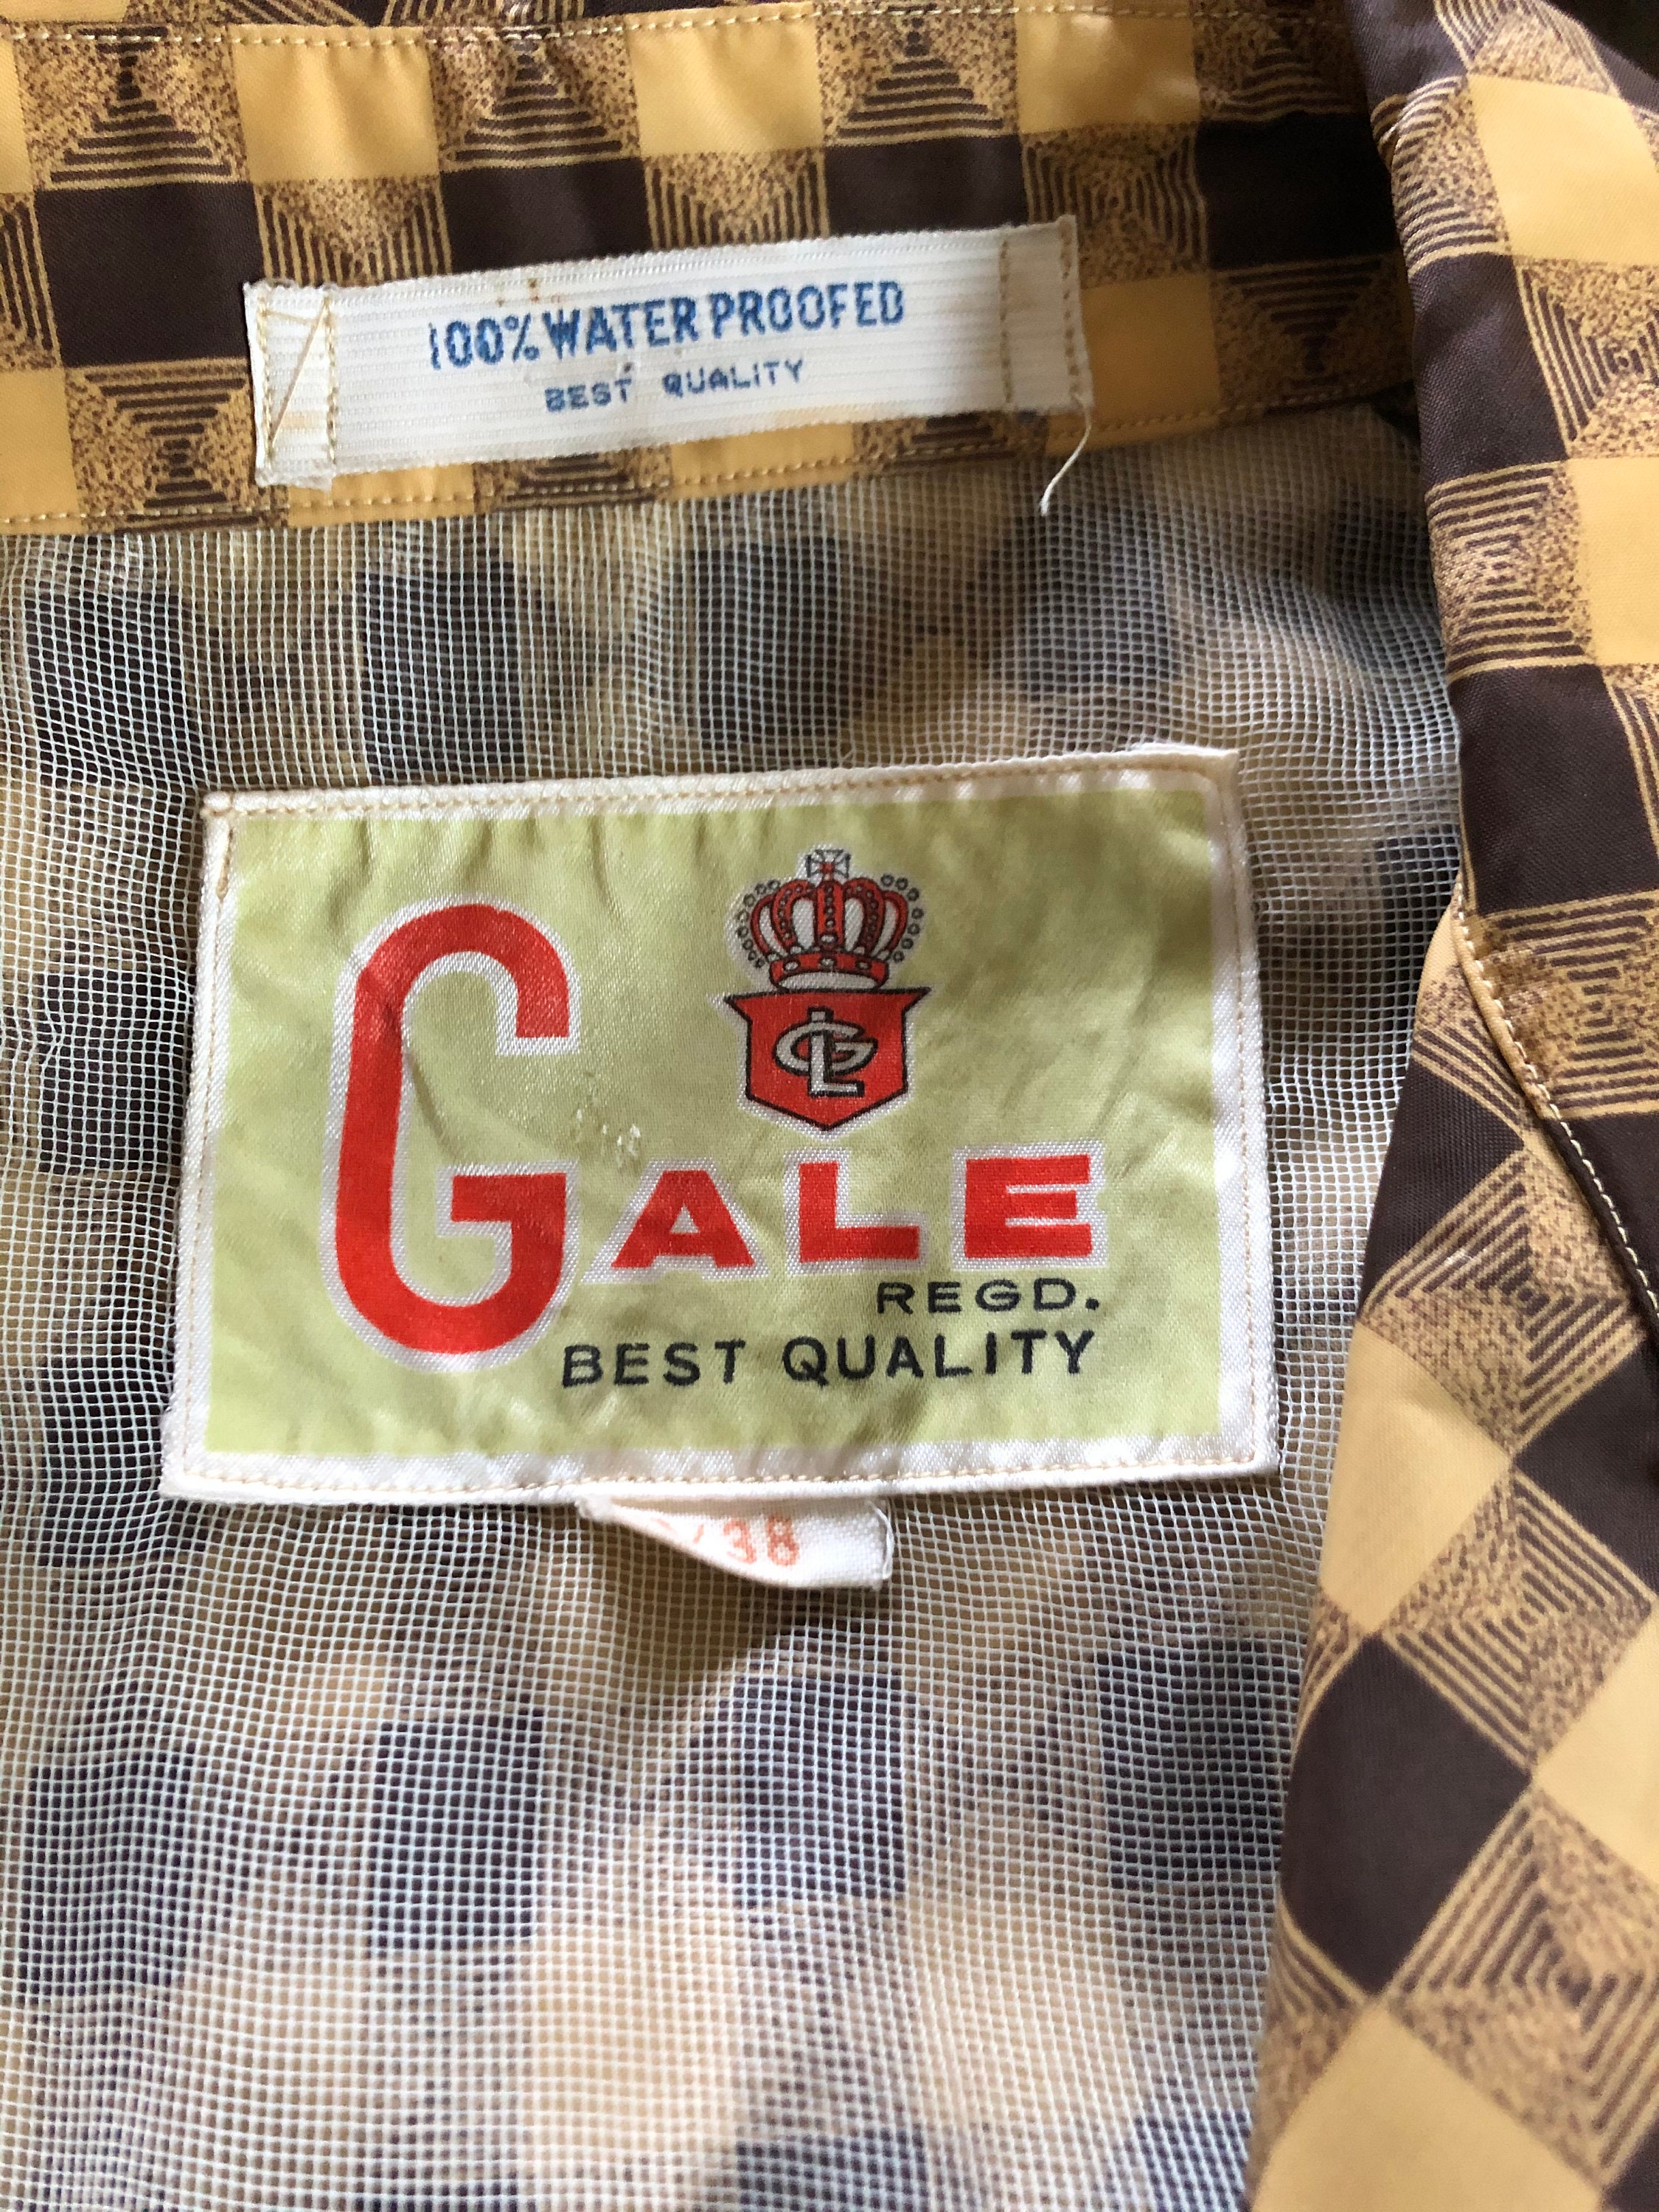 100% WATER PROOFED
BEST QUALITY
GL
GALE
REGD.
BEST QUALITY
38